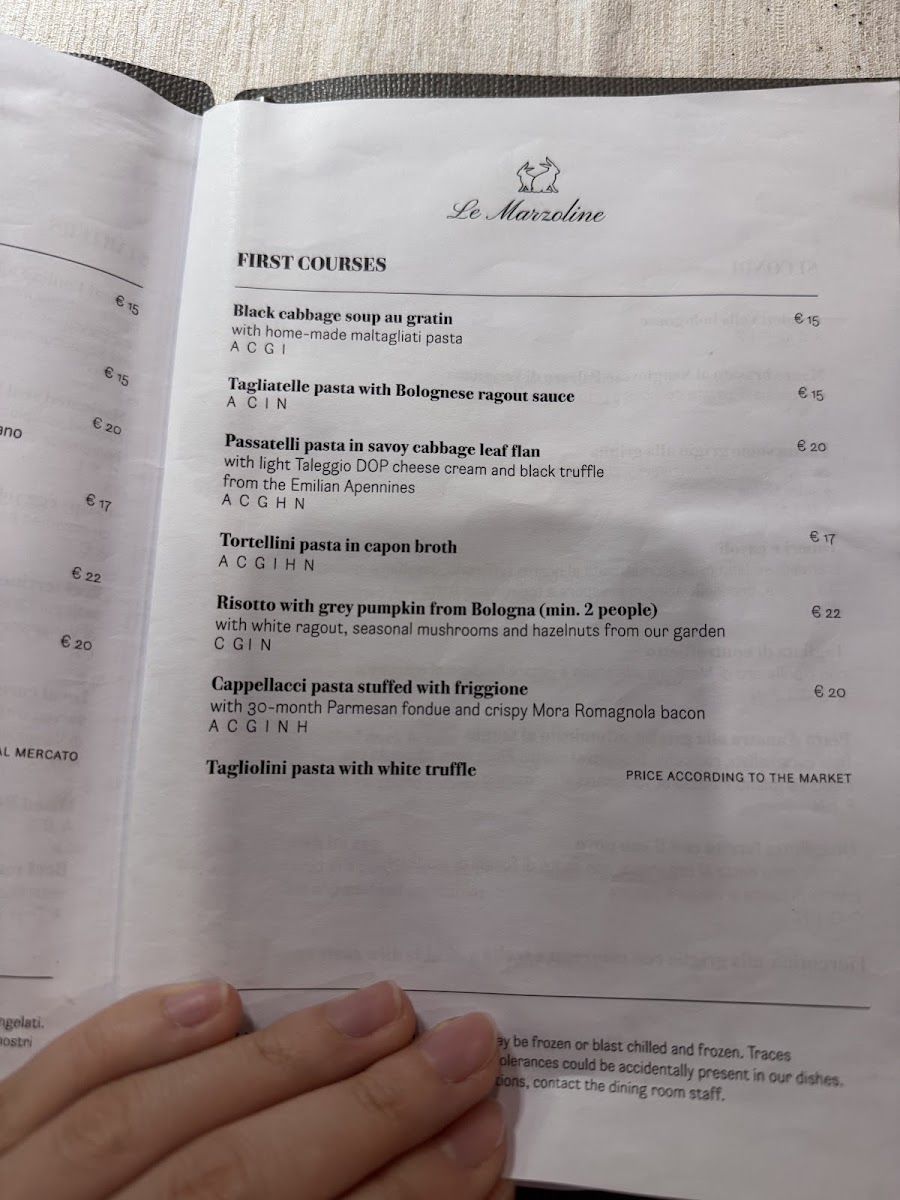 € 15
€ 15
€ 20
ano
€ 17
€ 22
€ 20
AL MERCATO
ngelati.
nostri
Le Marzoline
FIRST COURSES
Black cabbage soup au gratin € 15
with home-made maltagliati pasta
A C G I
Tagliatelle pasta with Bolognese ragout sauce € 15
A C I N
Passatelli pasta in savoy cabbage leaf flan € 20
with light Taleggio DOP cheese cream and black truffle
from the Emilian Apennines
A C G H N
Tortellini pasta in capon broth € 17
A C G I H N
Risotto with grey pumpkin from Bologna (min. 2 people) € 22
with white ragout, seasonal mushrooms and hazelnuts from our garden
C G I N
Cappellacci pasta stuffed with friggione € 20
with 30-month Parmesan fondue and crispy Mora Romagnola bacon
A C G I N H
Tagliolini pasta with white truffle PRICE ACCORDING TO THE MARKET
ay be frozen or blast chilled and frozen. Traces
olerances could be accidentally present in our dishes.
tions, contact the dining room staff.